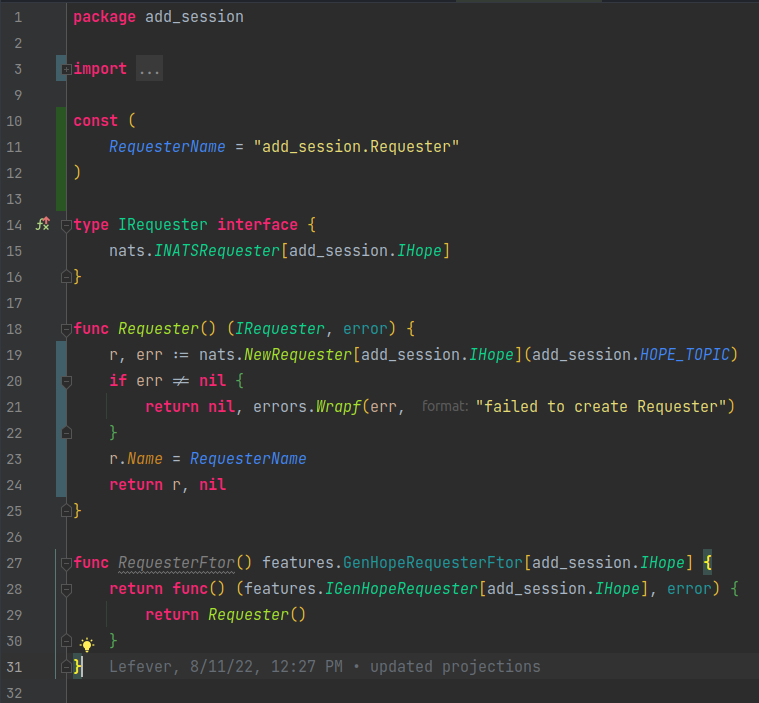 1 package add_session
2
3 import ...
9
10 const (
11 RequesterName = "add_session.Requester"
12 )
13
14 type IRequester interface {
15 nats.INATSRequester[add_session.IHope]
16 }
17
18 func Requester() (IRequester, error) {
19 r, err := nats.NewRequester[add_session.IHope](add_session.HOPE_TOPIC)
20 if err ≠ nil {
21 return nil, errors.Wrapf(err, format: "failed to create Requester")
22 }
23 r.Name = RequesterName
24 return r, nil
25 }
26
27 func RequesterFtor() features.GenHopeRequesterFtor[add_session.IHope] {
28 return func() (features.IGenHopeRequester[add_session.IHope], error) {
29 return Requester()
30 }
31 } Lefever, 8/11/22, 12:27 PM • updated projections
32